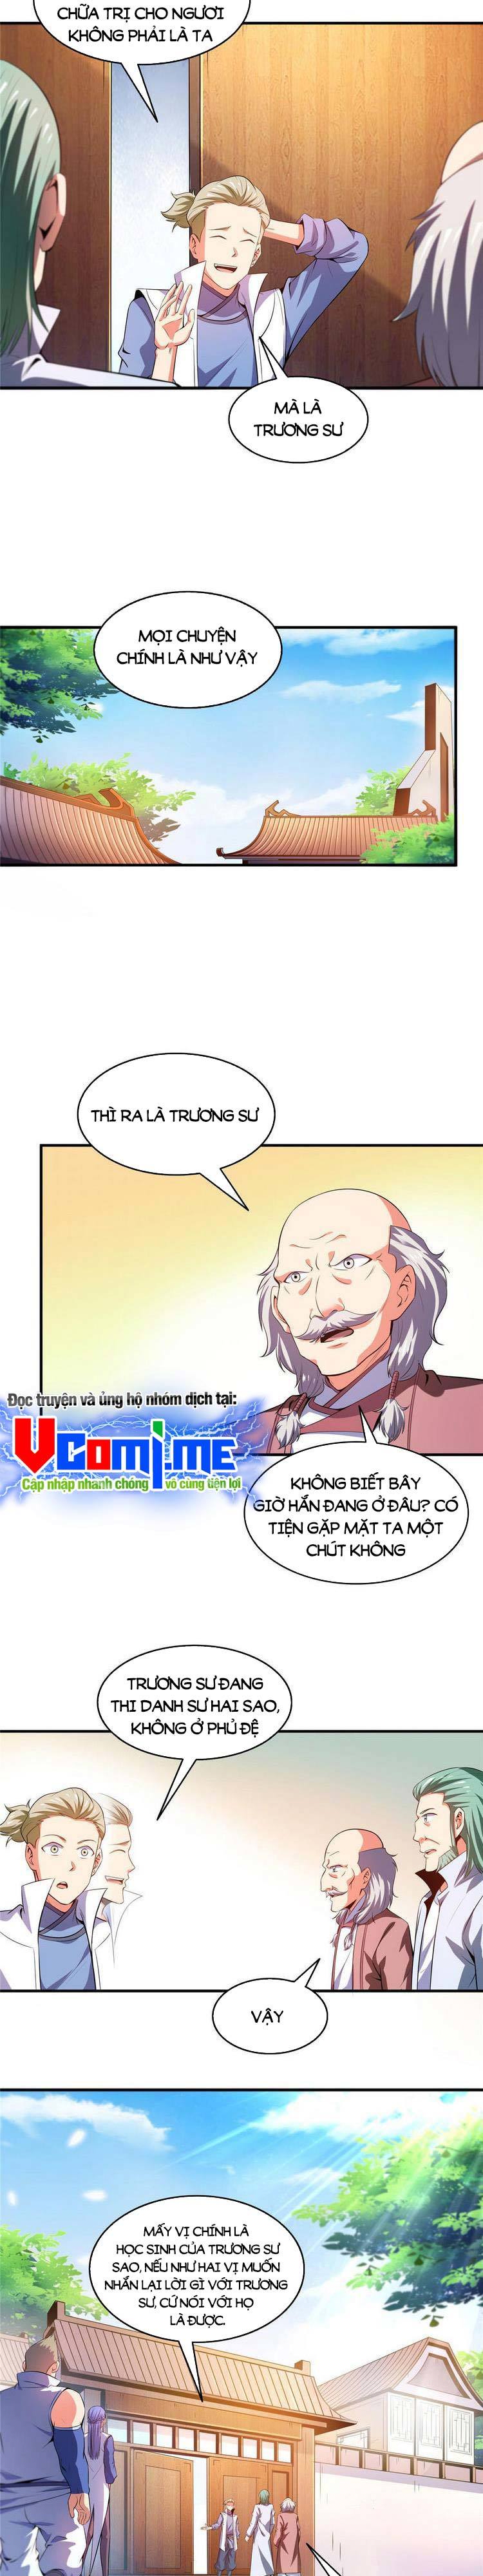 CHỮA TRỊ CHO NGƯƠI
KHÔNG PHẢI LÀ TA
MÀ LÀ
TRƯƠNG SƯ
MỌI CHUYỆN
CHÍNH LÀ NHƯ VẬY
THÌ RA LÀ TRƯƠNG SƯ
Đọc truyện và ủng hộ nhóm dịch tại:
VComi.me
Cập nhập nhanh chóng vô cùng tiện lợi
KHÔNG BIẾT BÂY
GIỜ HẮN ĐANG Ở ĐÂU? CÓ
TIỆN GẶP MẶT TA MỘT
CHÚT KHÔNG
TRƯƠNG SƯ ĐANG
THI DANH SƯ HAI SAO,
KHÔNG Ở PHỦ ĐỆ
VẬY
MẤY VỊ CHÍNH LÀ
HỌC SINH CỦA TRƯƠNG SƯ
SAO, NẾU NHƯ HAI VỊ MUỐN
NHẮN LẠI LỜI GÌ VỚI TRƯƠNG
SƯ, CỨ NÓI VỚI HỌ
LÀ ĐƯỢC.